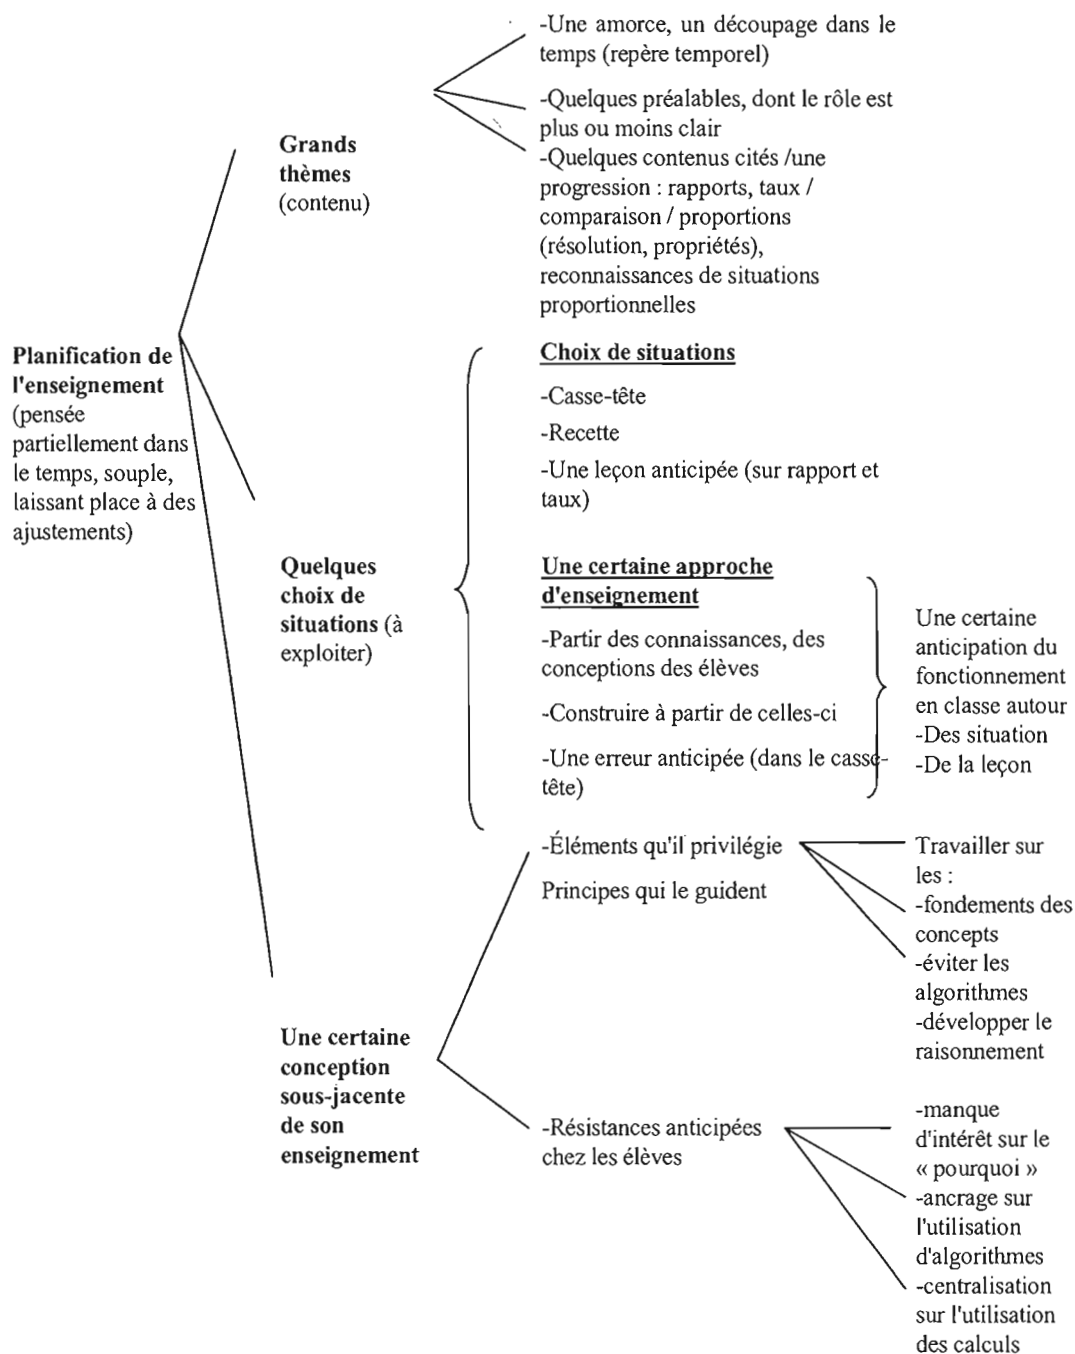 -Une amorce, un découpage dans le
temps (repère temporel)
-Quelques préalables, dont le rôle est
plus ou moins clair
-Quelques contenus cités /une
progression : rapports, taux /
comparaison / proportions
(résolution, propriétés),
reconnaissances de situations
proportionnelles
Grands
thèmes
(contenu)
Planification de
l'enseignement
(pensée
partiellement dans
le temps, souple,
laissant place à des
ajustements)
Quelques
choix de
situations (à
exploiter)
Choix de situations
-Casse-tête
-Recette
-Une leçon anticipée (sur rapport et
taux)
Une certaine approche
d'enseignement
-Partir des connaissances, des
conceptions des élèves
-Construire à partir de celles-ci
-Une erreur anticipée (dans le casse-
tête)
Une certaine
anticipation du
fonctionnement
en classe autour
-Des situation
-De la leçon
Une certaine
conception
sous-jacente
de son
enseignement
-Éléments qu'il privilégie
Principes qui le guident
Travailler sur
les :
-fondements des
concepts
-éviter les
algorithmes
-développer le
raisonnement
-Résistances anticipées
chez les élèves
-manque
d'intérêt sur le
« pourquoi »
-ancrage sur
l'utilisation
d'algorithmes
-centralisation
sur l'utilisation
des calculs